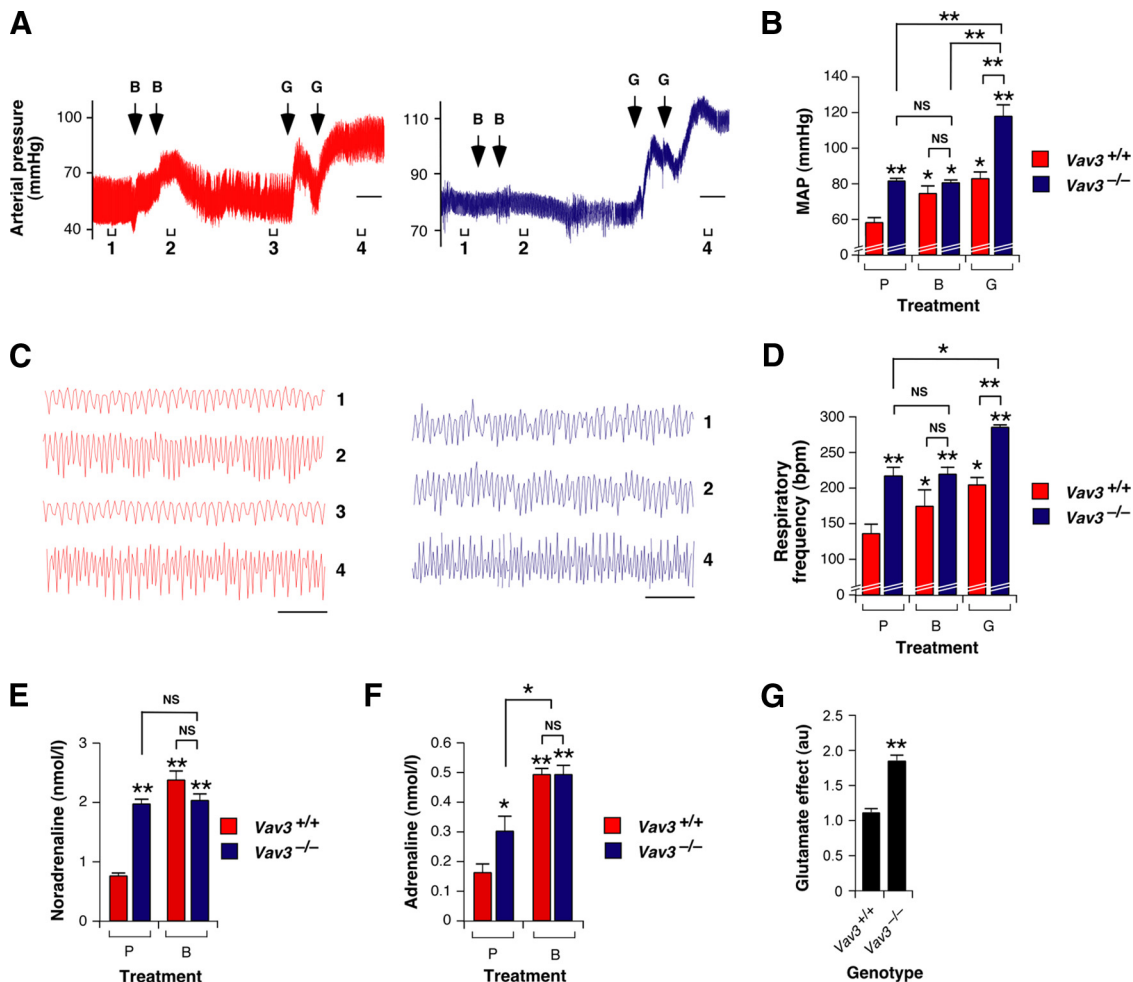 A
Arterial pressure
(mmHg)
100
70
40
B B G G
1 2 3 4
110
90
70
B B G G
1 2 4
B
MAP (mmHg)
140
120
100
80
60
0
**
**
**
NS
**
NS
**
* * *
P B G
Treatment
Vav3 +/+
Vav3 −/−
C
1
2
3
4
1
2
4
D
Respiratory
frequency (bpm)
300
250
200
150
100
0
*
NS
**
**
NS
** * ** *
P B G
Treatment
Vav3 +/+
Vav3 −/−
E
Noradrenaline (nmol/l)
3
2
1
0
NS
NS
**
** **
P B
Treatment
Vav3 +/+
Vav3 −/−
F
Adrenaline (nmol/l)
0.6
0.5
0.4
0.3
0.2
0.1
0
*
NS
** **
*
P B
Treatment
Vav3 +/+
Vav3 −/−
G
Glutamate effect (au)
2.5
2.0
1.5
1.0
0.5
0
**
Vav3 +/+
Vav3 −/−
Genotype